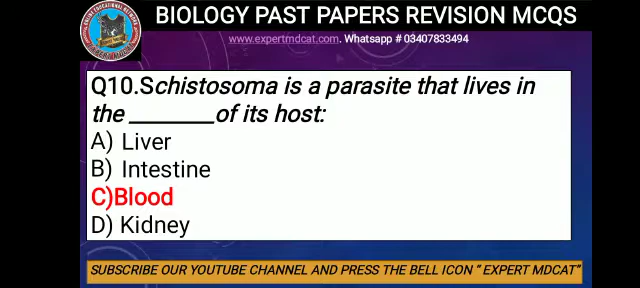 BIOLOGY PAST PAPERS REVISION MCQS
www.expertmdcat.com. Whatsapp # 03407833494
Q10.Schistosoma is a parasite that lives in
the ________of its host:
A) Liver
B) Intestine
C)Blood
D) Kidney
SUBSCRIBE OUR YOUTUBE CHANNEL AND PRESS THE BELL ICON " EXPERT MDCAT"